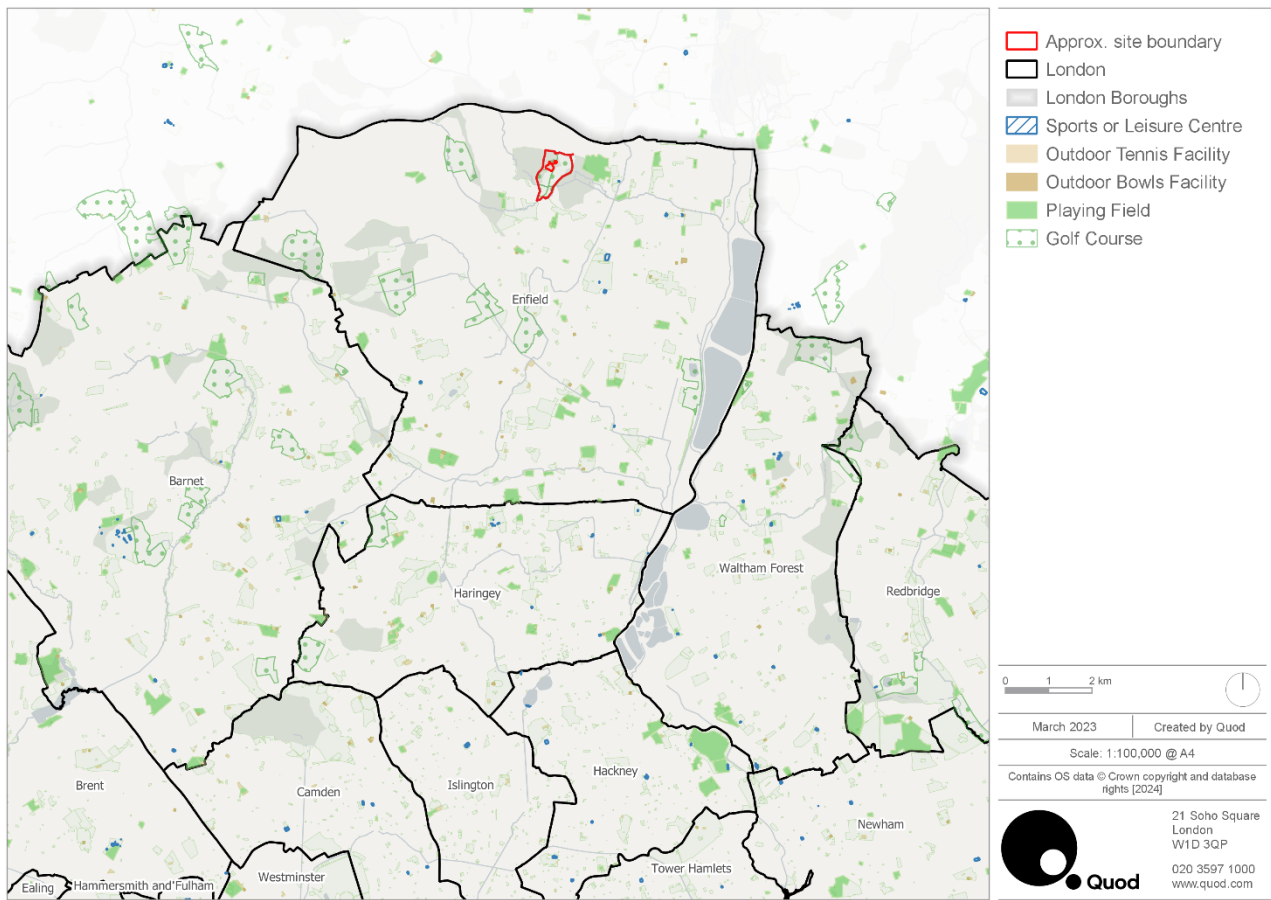 Enfield
Barnet
Haringey
Waltham Forest
Redbridge
Brent
Camden
Islington
Hackney
Newham
Ealing
Hammersmith and Fulham
Westminster
Tower Hamlets
Approx. site boundary
London
London Boroughs
Sports or Leisure Centre
Outdoor Tennis Facility
Outdoor Bowls Facility
Playing Field
Golf Course
0 1 2 km
March 2023
Created by Quod
Scale: 1:100,000 @ A4
Contains OS data © Crown copyright and database
rights [2024]
Quod
21 Soho Square
London
W1D 3QP
020 3597 1000
www.quod.com